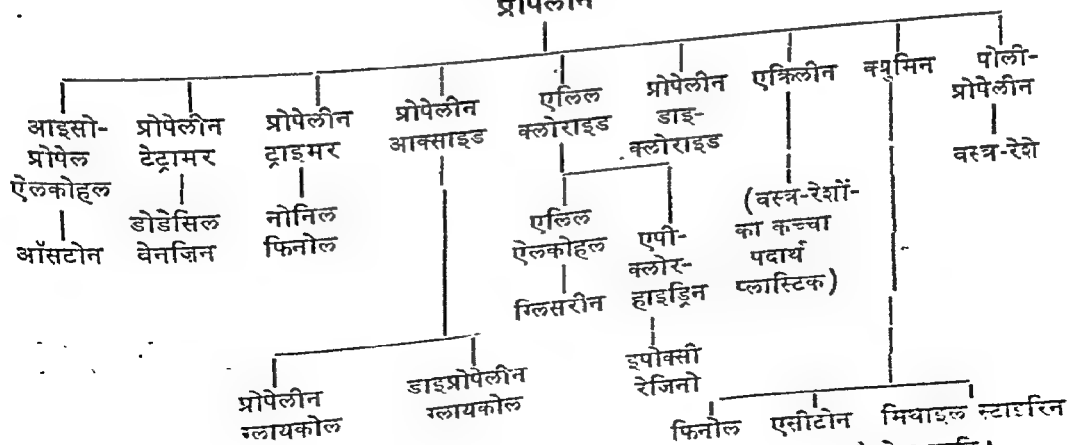 प्रोपेलीन
आइसो-
प्रोपेल
ऐलकोहल
ऑसटोन
प्रोपेलीन
टेट्रामर
डोडेसिल
वेनज़िन
प्रोपेलीन
ट्राइमर
नोनिल
फिनोल
प्रोपेलीन
आक्साइड
प्रोपेलीन
ग्लायकोल
डाइप्रोपेलीन
ग्लायकोल
एलिल
क्लोराइड
एलिल
ऐलकोहल
ग्लिसरीन
एपी-
क्लोर-
हाइड्रिन
इपोक्सी
रेजिनो
प्रोपेलीन
डाइ-
क्लोराइड
एक्रिलीन
(वस्त्र-रेशों-
का कच्चा
पदार्थ
प्लास्टिक)
क्युमिन
फिनोल एसीटोन मिथाइल स्टाइरिन
पोली-
प्रोपेलीन
वस्त्र-रेशे